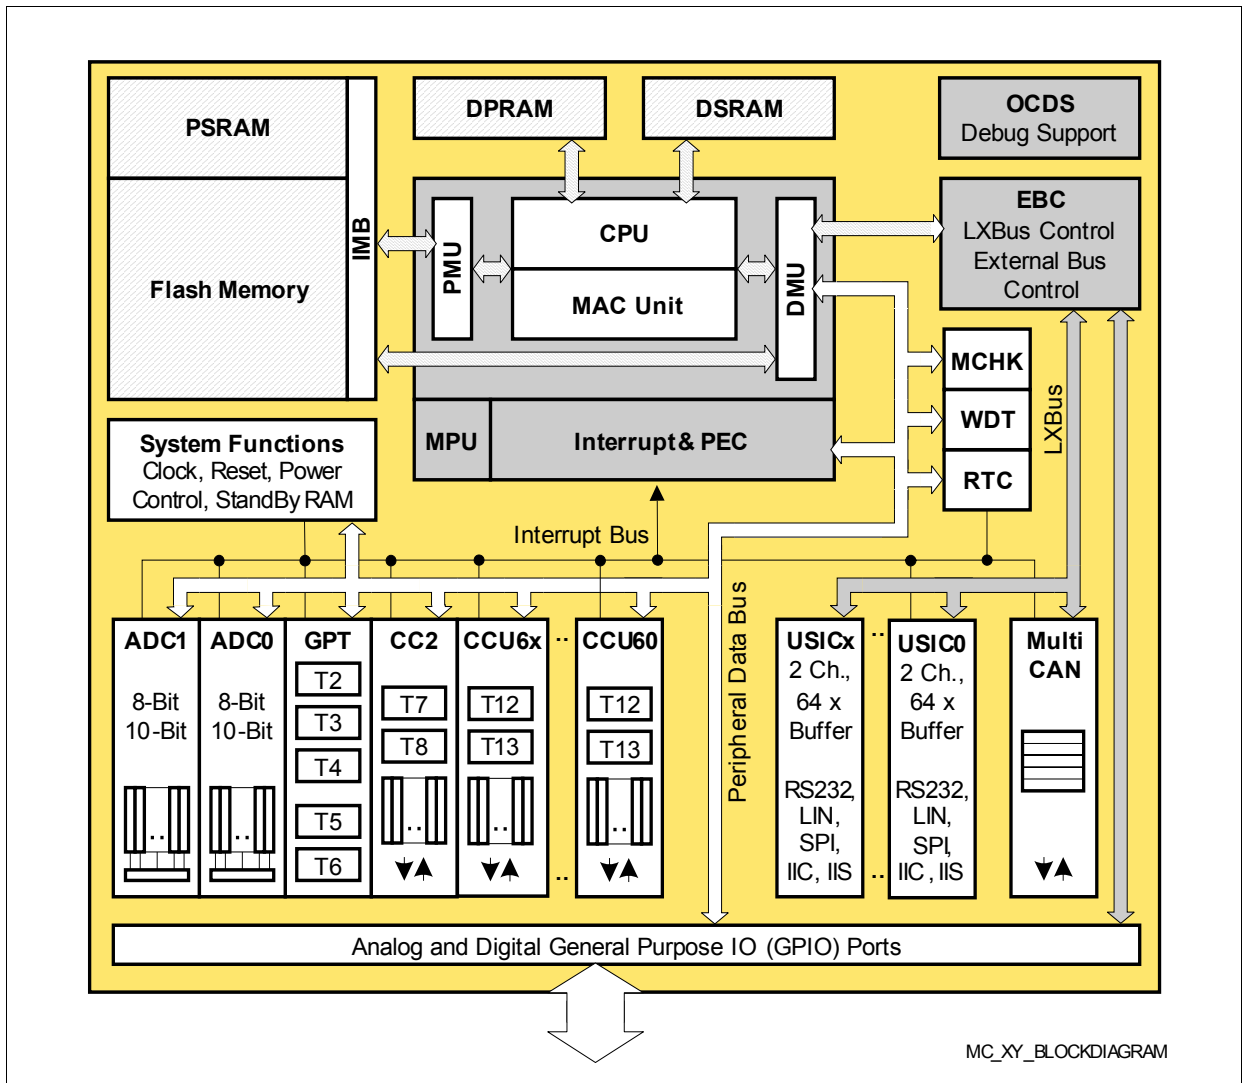 PSRAM
Flash Memory
IMB
DPRAM
DSRAM
OCDS
Debug Support
PMU
CPU
MAC Unit
DMU
EBC
LXBus Control
External Bus
Control
MPU
Interrupt & PEC
MCHK
WDT
RTC
LXBus
System Functions
Clock, Reset, Power
Control, StandBy RAM
Interrupt Bus
Peripheral Data Bus
ADC1
8-Bit
10-Bit
..
ADC0
8-Bit
10-Bit
..
GPT
T2
T3
T4
T5
T6
CC2
T7
T8
..
CCU6x
T12
T13
..
..
..
CCU60
T12
T13
..
USICx
2 Ch.,
64 x
Buffer
RS232,
LIN,
SPI,
IIC, IIS
..
..
USIC0
2 Ch.,
64 x
Buffer
RS232,
LIN,
SPI,
IIC, IIS
Multi
CAN
Analog and Digital General Purpose IO (GPIO) Ports
MC_XY_BLOCKDIAGRAM